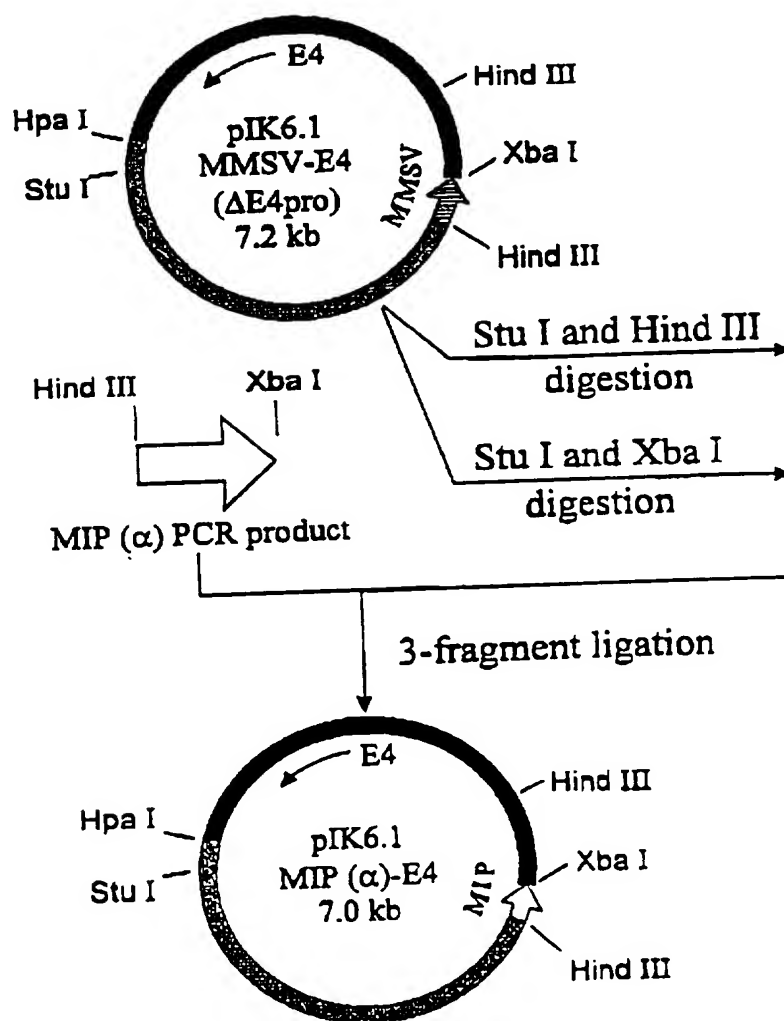 E4
Hind III
Hpa I
pIK6.1
MMSV-E4
(ΔE4pro)
7.2 kb
Xba I
Stu I
MMSV
Hind III
Stu I and Hind III
digestion
Hind III
Xba I
Stu I and Xba I
digestion
MIP (α) PCR product
3-fragment ligation
E4
Hind III
Hpa I
pIK6.1
MIP (α)-E4
7.0 kb
Xba I
Stu I
MIP
Hind III